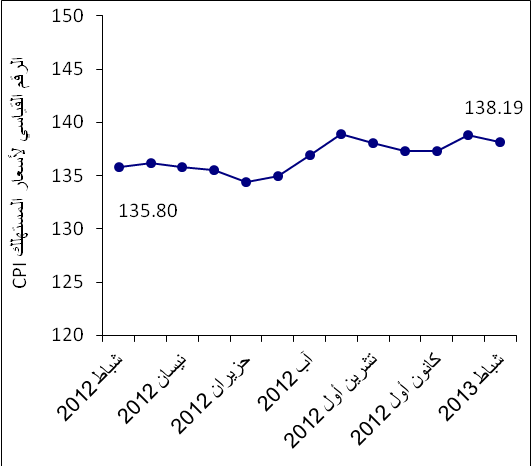 الرقم القياسي لأسعار المستهلك CPI
150
145
140
135
130
125
120
138.19
135.80
شباط 2012
نيسان 2012
حزيران 2012
آب 2012
تشرين أول 2012
كانون أول 2012
شباط 2013